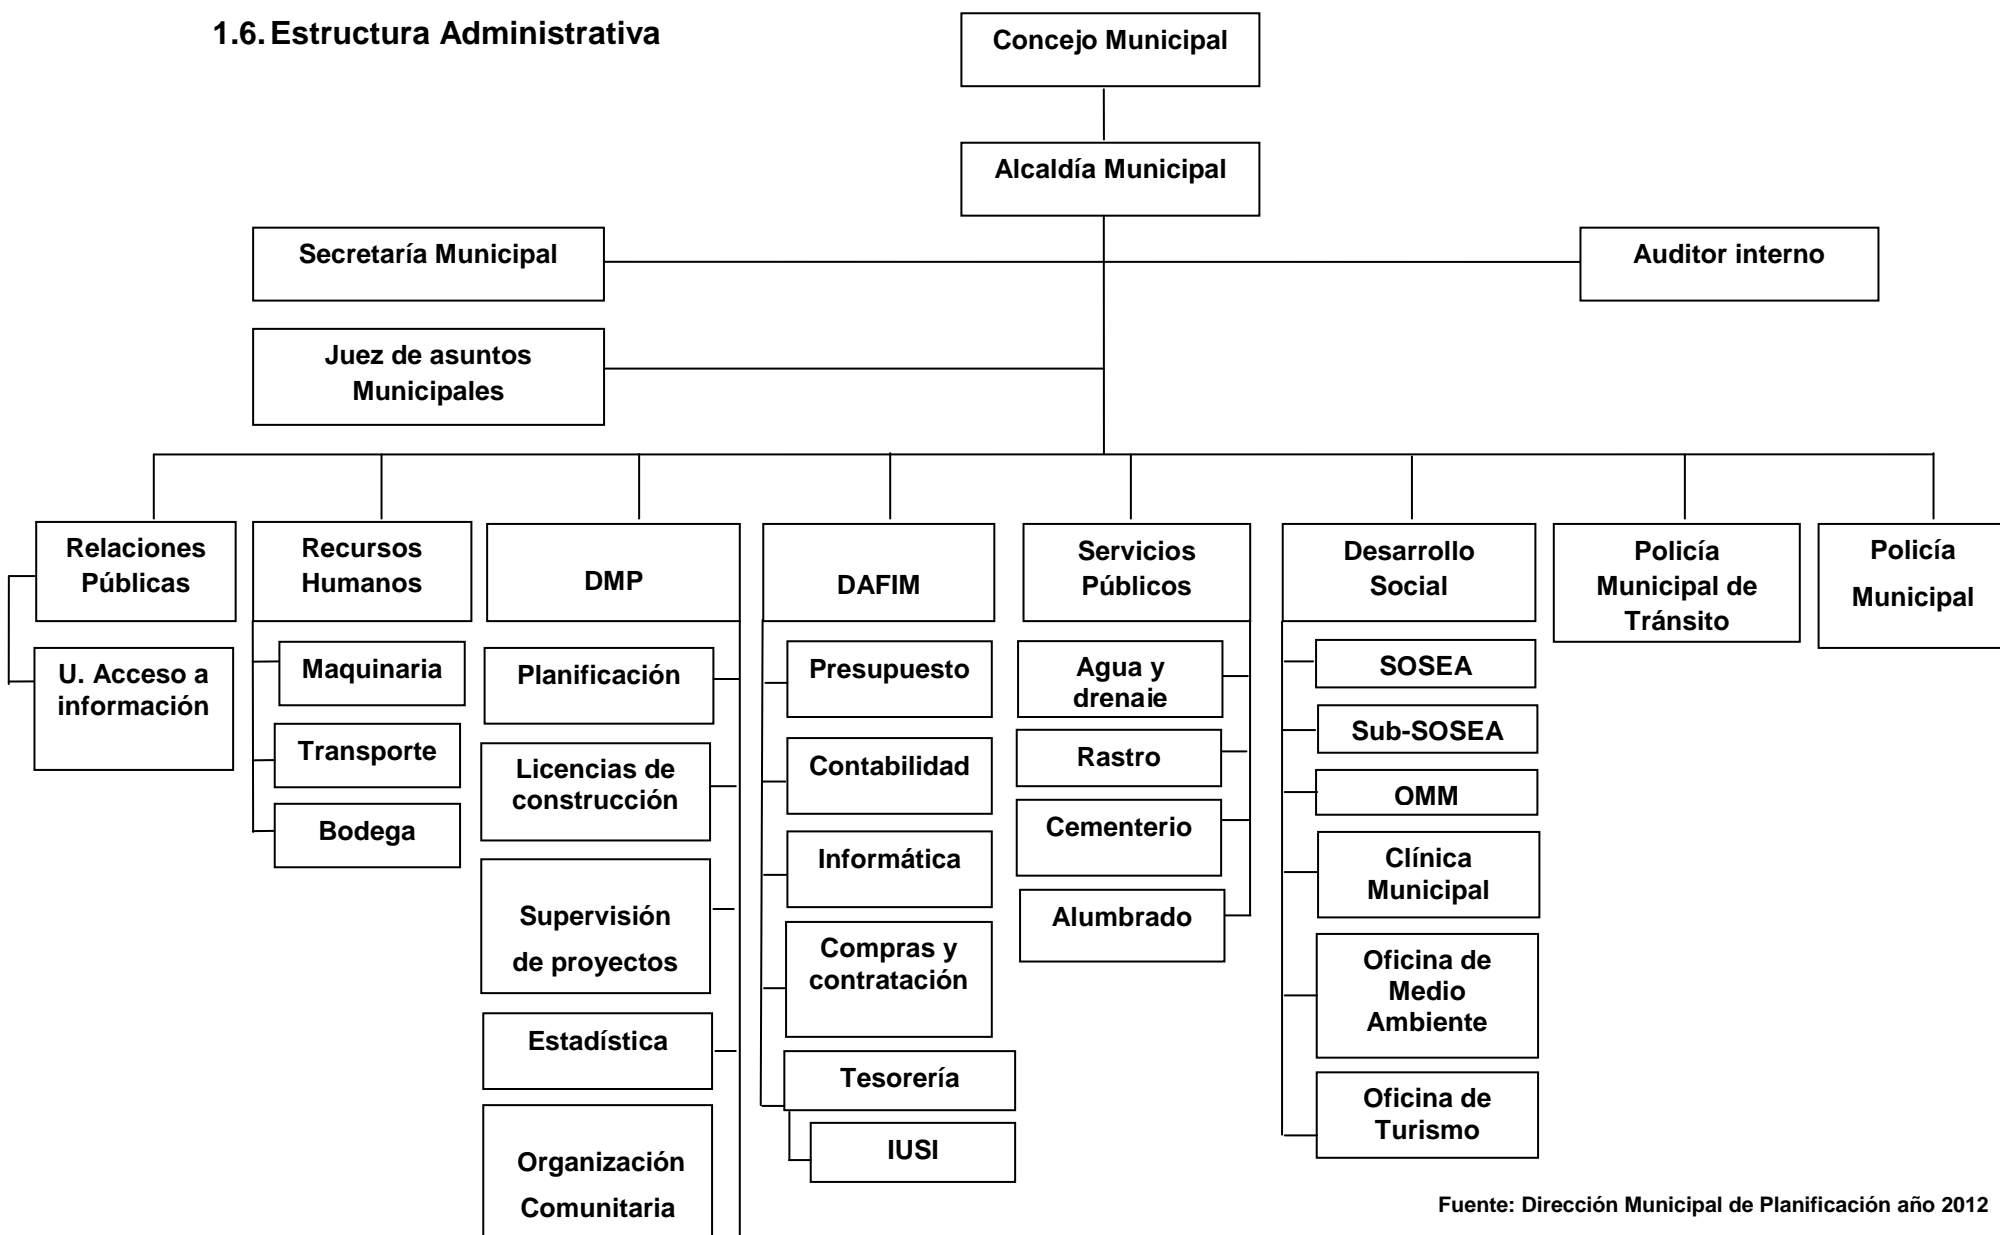 1.6. Estructura Administrativa
Concejo Municipal
Alcaldía Municipal
Secretaría Municipal
Auditor interno
Juez de asuntos
Municipales
Relaciones
Públicas
U. Acceso a
información
Recursos
Humanos
Maquinaria
Transporte
Bodega
DMP
Planificación
Licencias de
construcción
Supervisión
de proyectos
Estadística
Organización
Comunitaria
DAFIM
Presupuesto
Contabilidad
Informática
Compras y
contratación
Tesorería
IUSI
Servicios
Públicos
Agua y
drenaje
Rastro
Cementerio
Alumbrado
Desarrollo
Social
SOSEA
Sub-SOSEA
OMM
Clínica
Municipal
Oficina de
Medio
Ambiente
Oficina de
Turismo
Policía
Municipal de
Tránsito
Policía
Municipal
Fuente: Dirección Municipal de Planificación año 2012